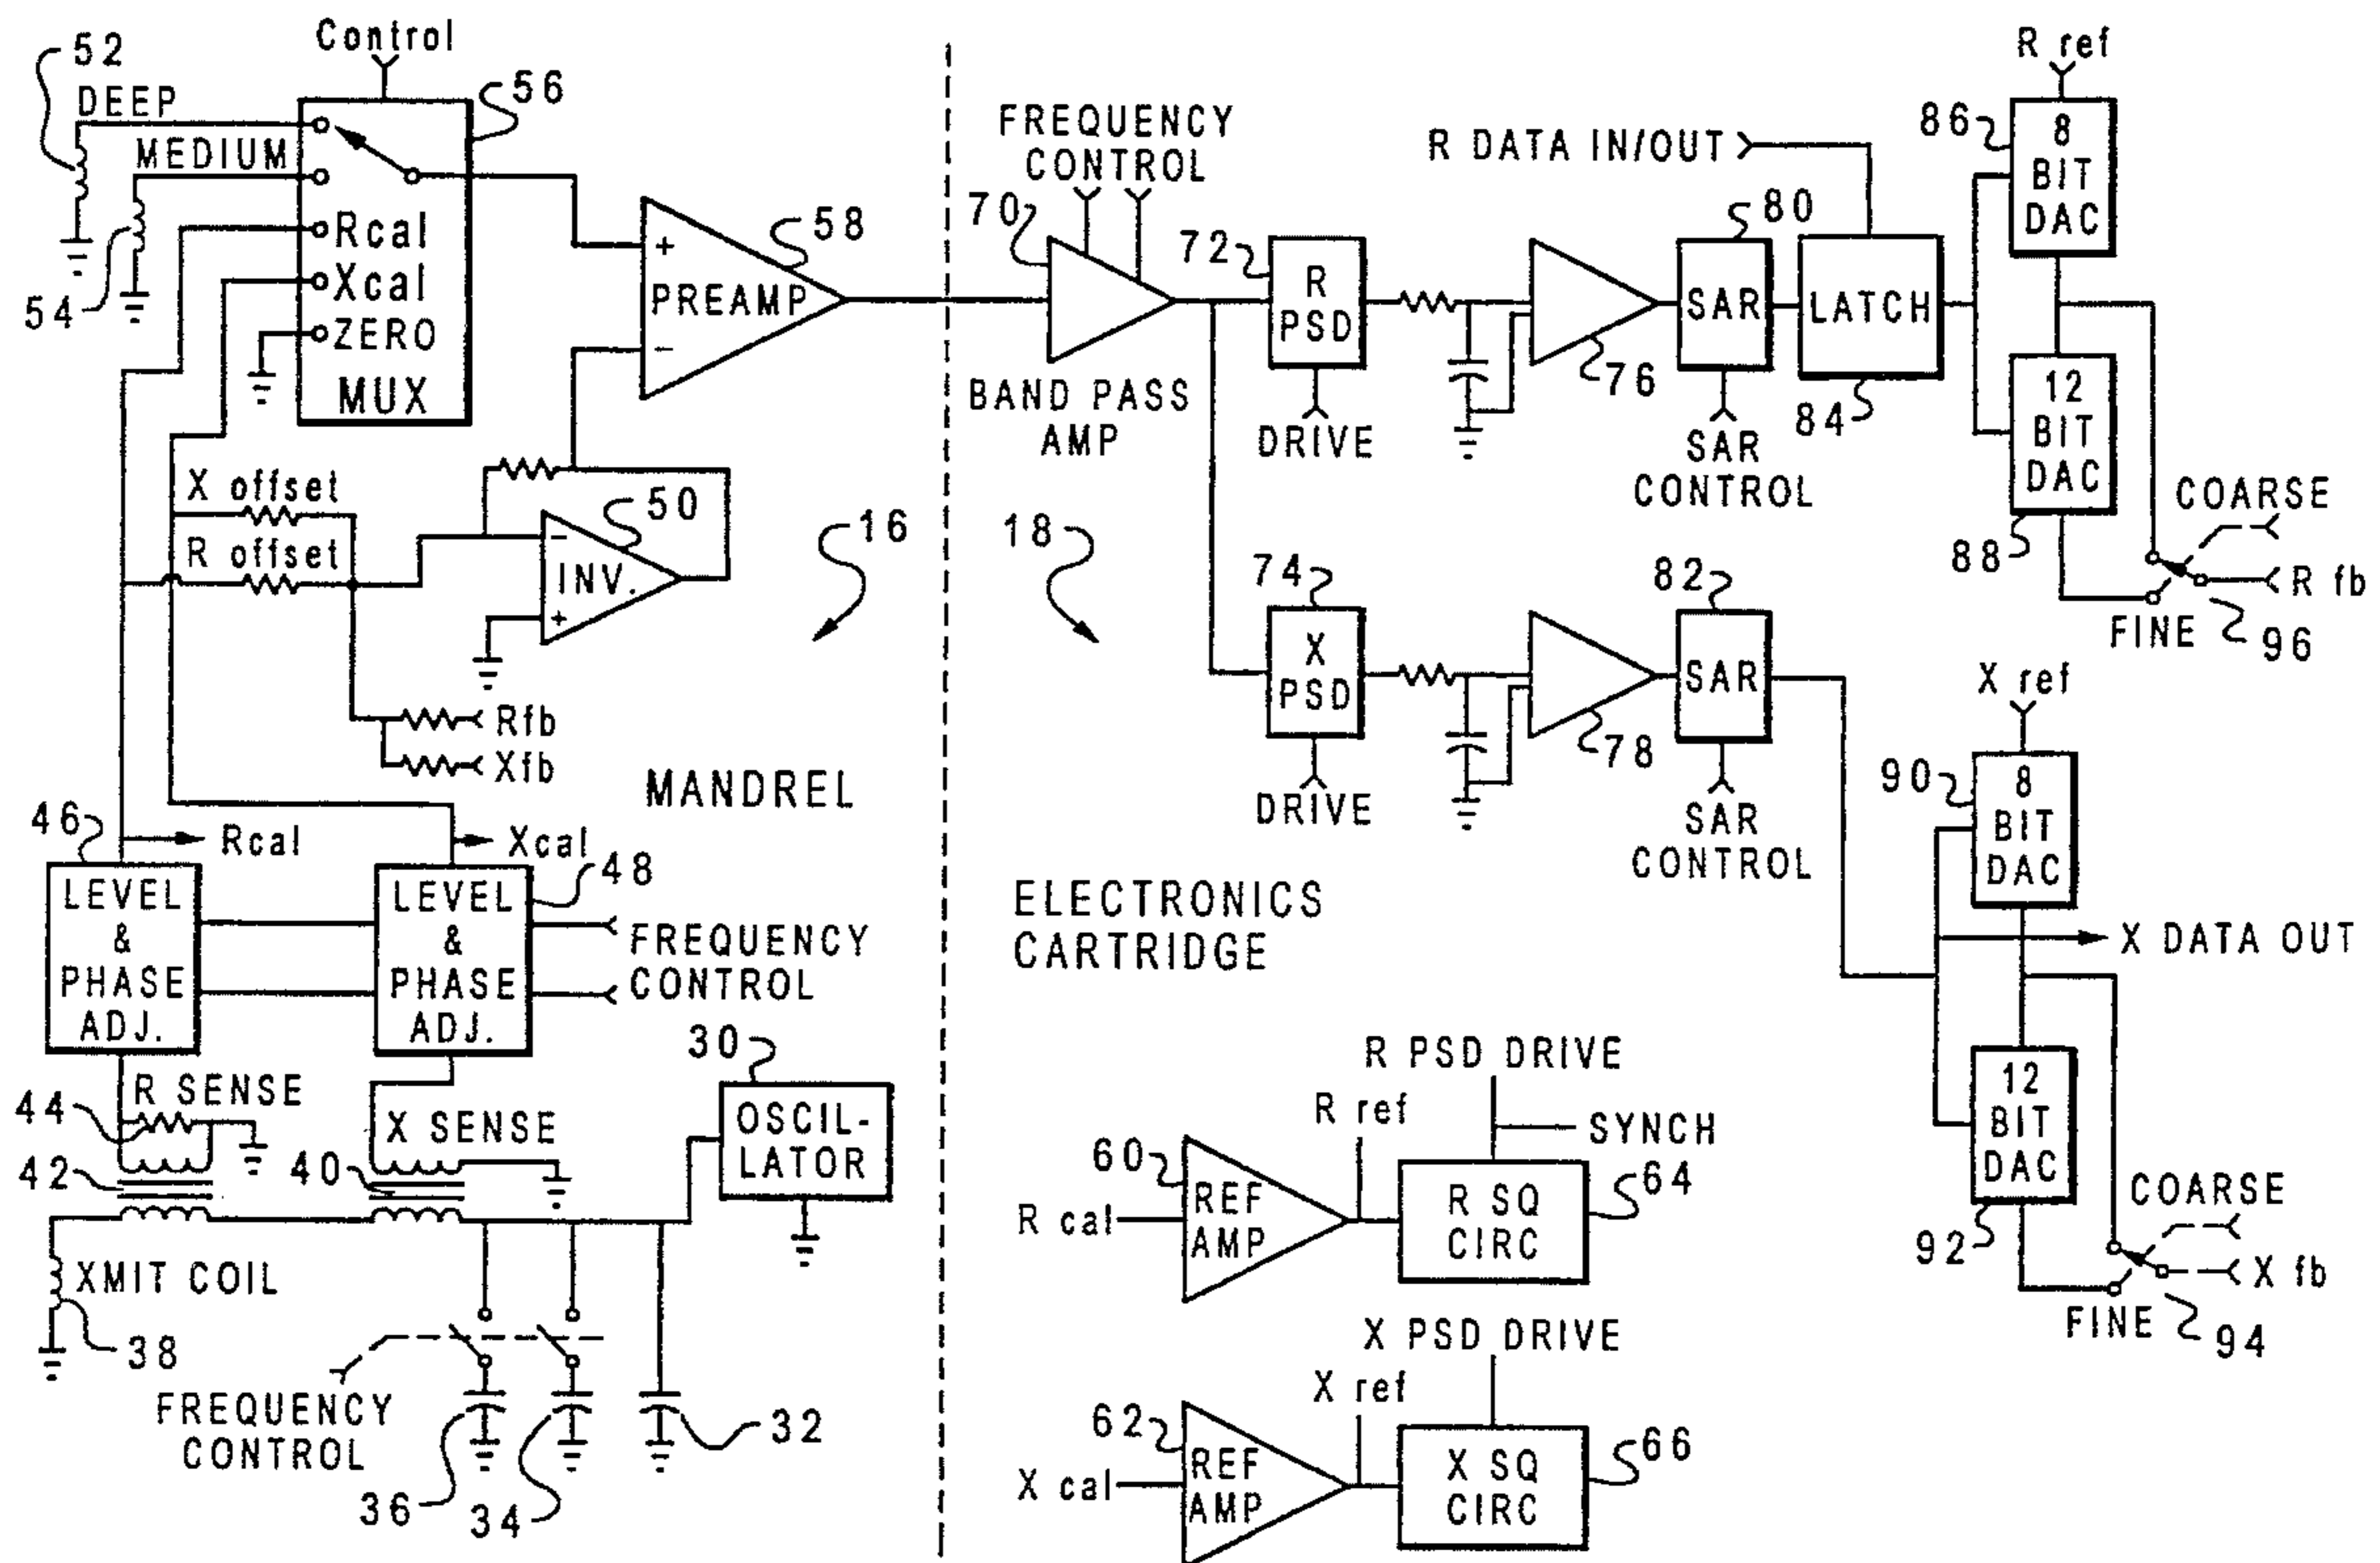 Control
52
DEEP
56
MEDIUM
Rcal
Xcal
ZERO
MUX
54
58
+
PREAMP
−
X offset
R offset
50
−
INV.
+
16
Rfb
Xfb
MANDREL
46
Rcal
Xcal
48
LEVEL
&
PHASE
ADJ.
LEVEL
&
PHASE
ADJ.
FREQUENCY
CONTROL
30
OSCIL-
LATOR
R SENSE
44
X SENSE
42
40
XMIT COIL
38
FREQUENCY
CONTROL
36
34
32
FREQUENCY
CONTROL
70
BAND PASS
AMP
72
R
PSD
DRIVE
76
80
SAR
SAR
CONTROL
R DATA IN/OUT
LATCH
84
R ref
86
8
BIT
DAC
12
BIT
DAC
88
COARSE
R fb
FINE
96
18
74
X
PSD
DRIVE
78
82
SAR
SAR
CONTROL
X ref
90
8
BIT
DAC
X DATA OUT
12
BIT
DAC
92
COARSE
X fb
FINE
94
ELECTRONICS
CARTRIDGE
R PSD DRIVE
R ref
SYNCH
60
R cal
REF
AMP
R SQ
CIRC
64
X PSD DRIVE
X ref
62
X cal
REF
AMP
X SQ
CIRC
66